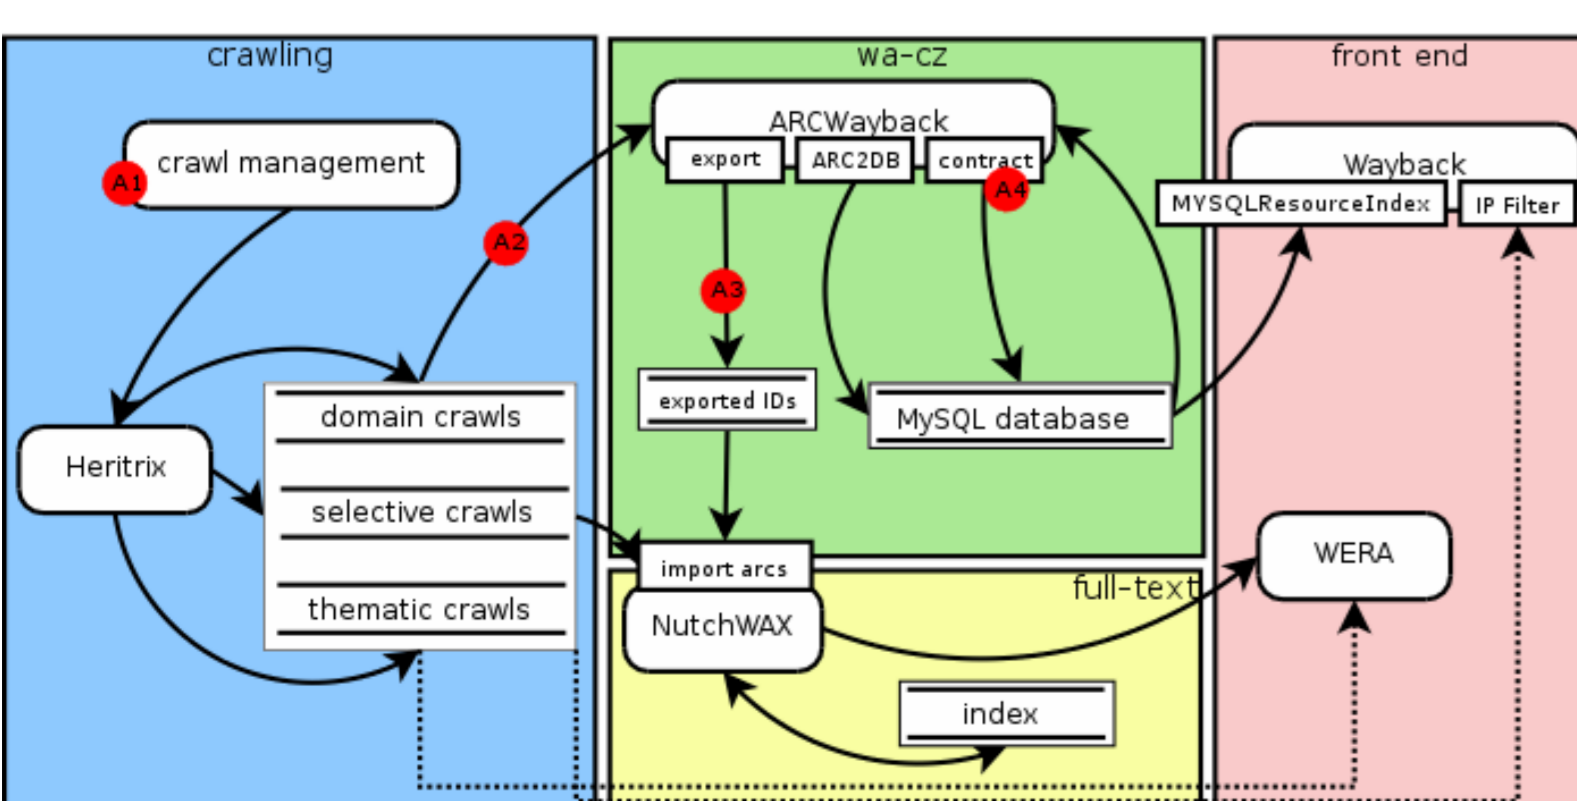 crawling
crawl management
A1
A2
Heritrix
domain crawls
selective crawls
thematic crawls
wa-cz
ARCWayback
export
ARC2DB
contract
A4
A3
exported IDs
MySQL database
import arcs
NutchWAX
full-text
index
front end
Wayback
MYSQLResourceIndex
IP Filter
WERA